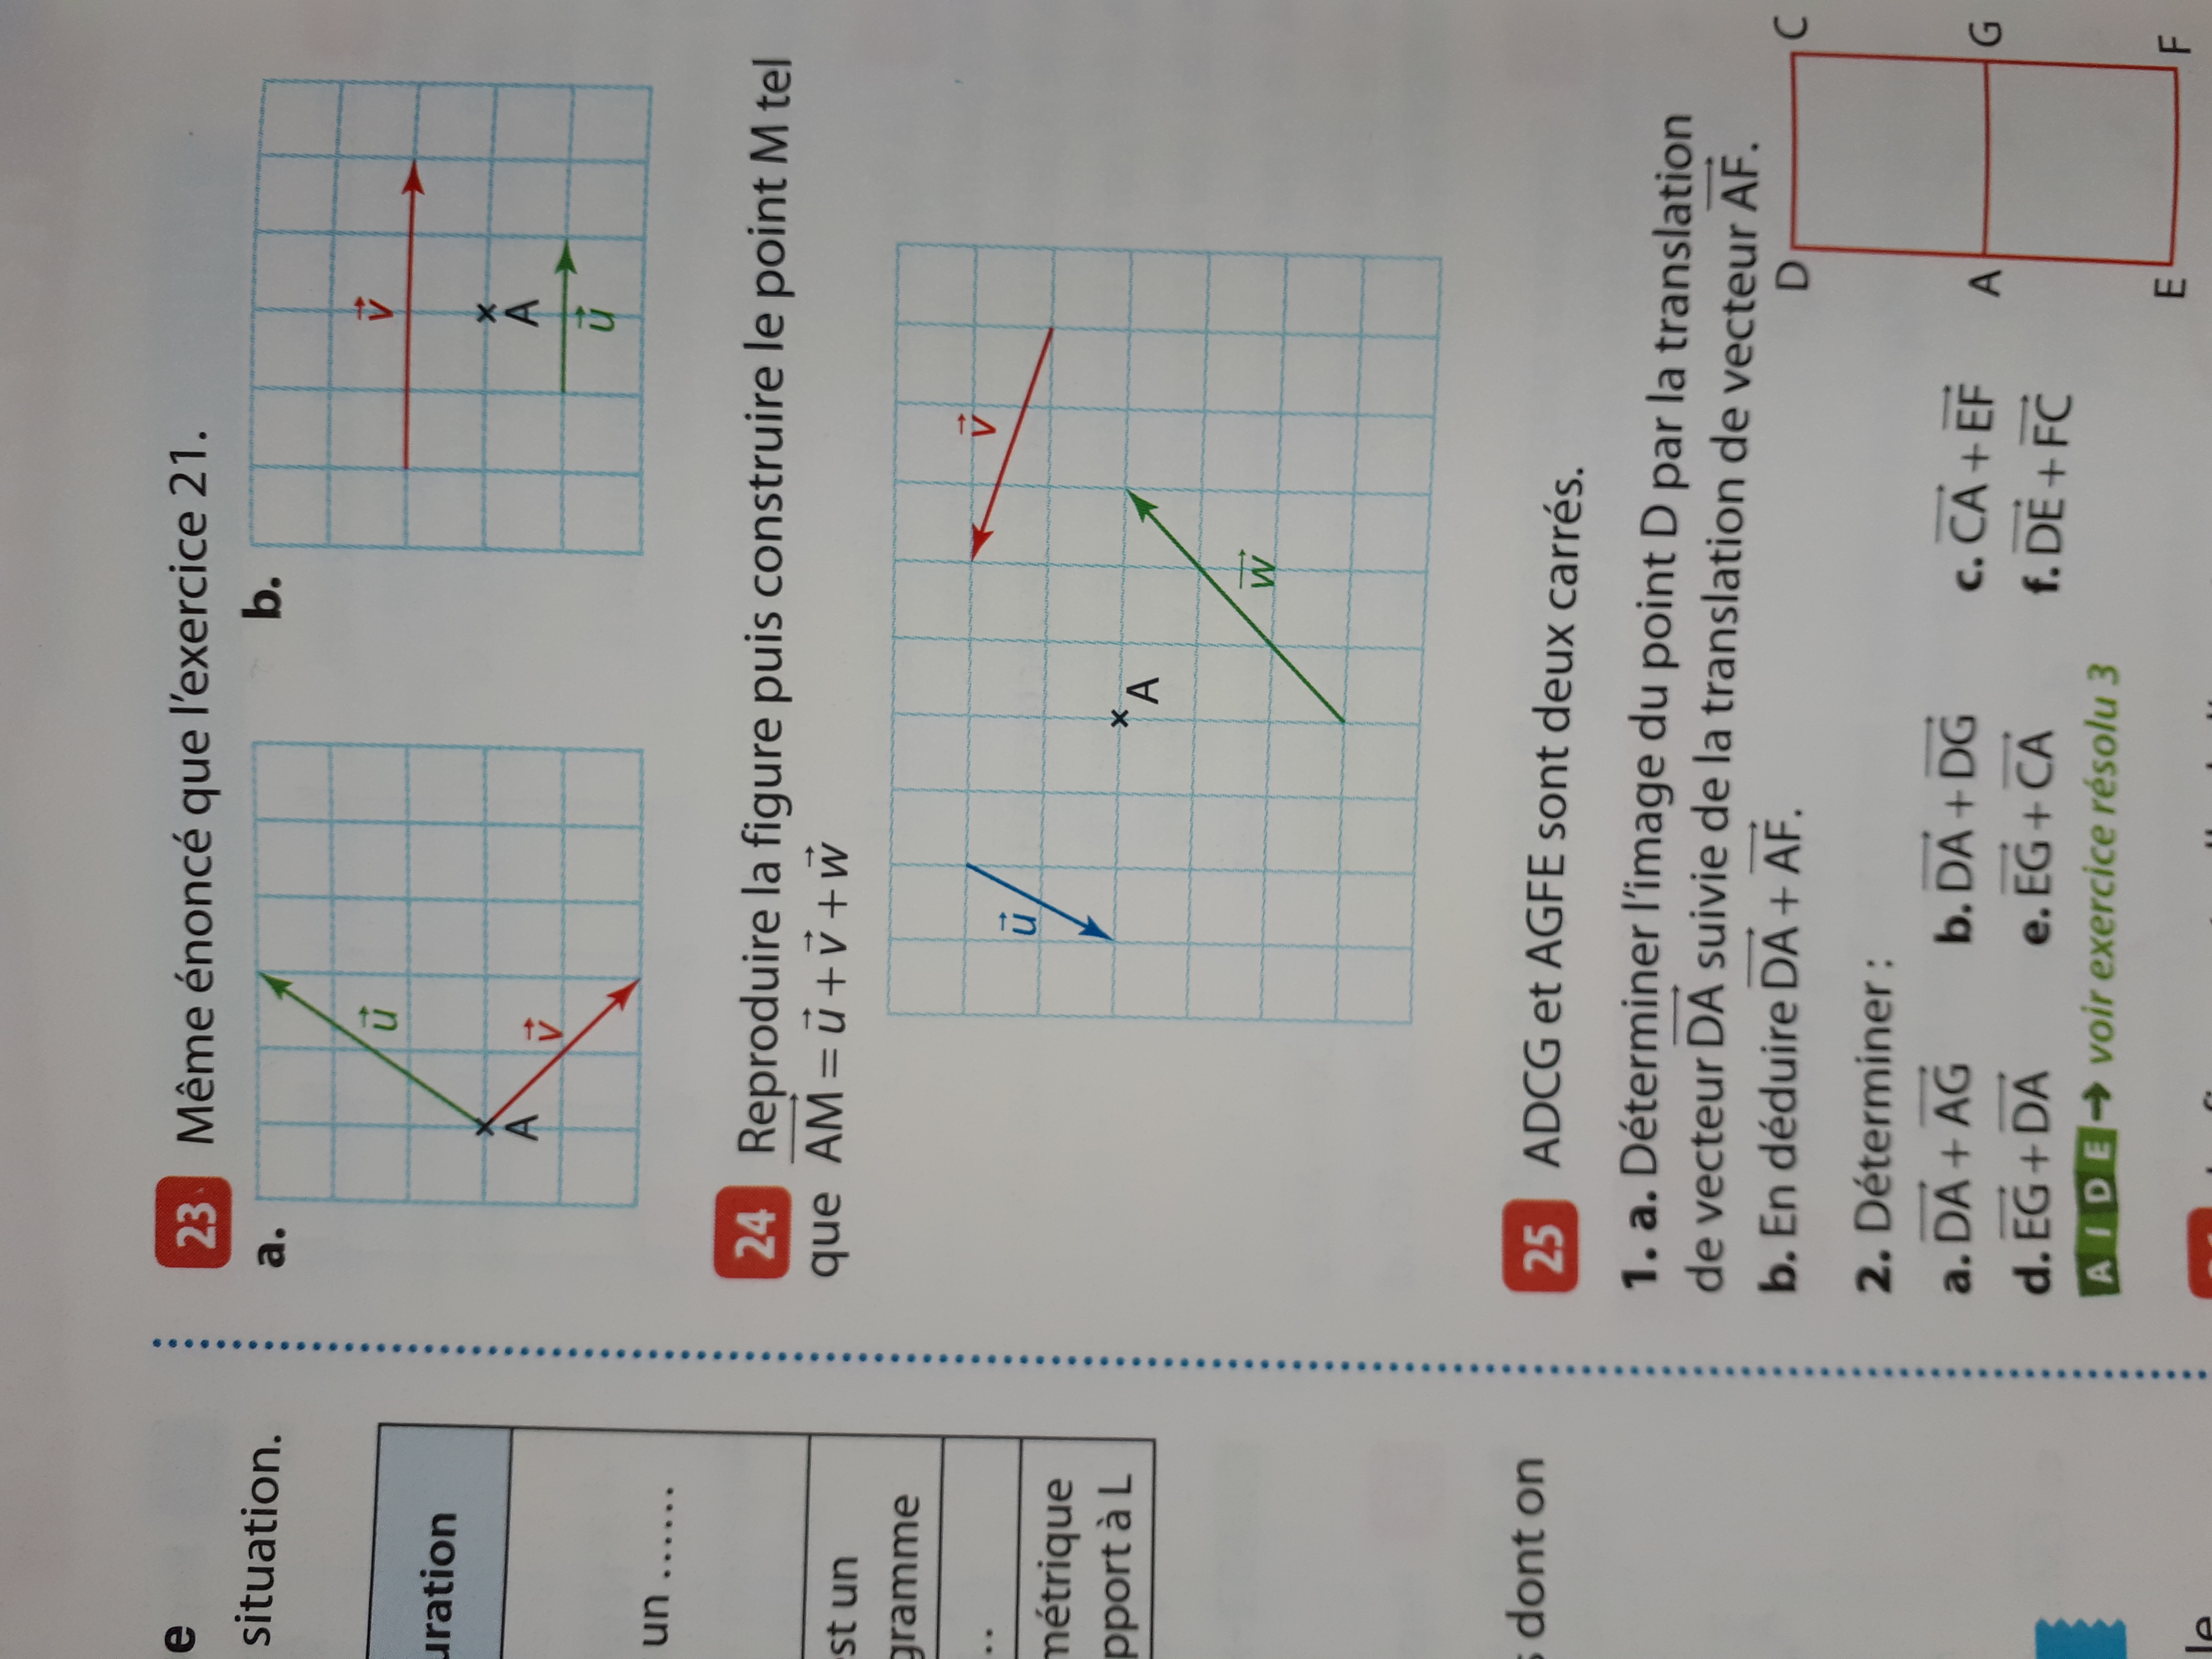 e
situation.
uration
un ......
st un
gramme
..
métrique
pport à L
dont on
le
23 Même énoncé que l'exercice 21.
a.
u⃗
A
v⃗
b.
v⃗
A
u⃗
24 Reproduire la figure puis construire le point M tel
que AM⃗ = u⃗ + v⃗ + w⃗
u⃗
v⃗
A
w⃗
25 ADCG et AGFE sont deux carrés.
1. a. Déterminer l'image du point D par la translation
de vecteur DA⃗ suivie de la translation de vecteur AF⃗.
b. En déduire DA⃗ + AF⃗.
2. Déterminer :
a. DA⃗ + AG⃗ b. DA⃗ + DG⃗ c. CA⃗ + EF⃗
d. EG⃗ + DA⃗ e. EG⃗ + CA⃗ f. DE⃗ + FC⃗
AIDE → voir exercice résolu 3
D C
A G
E F